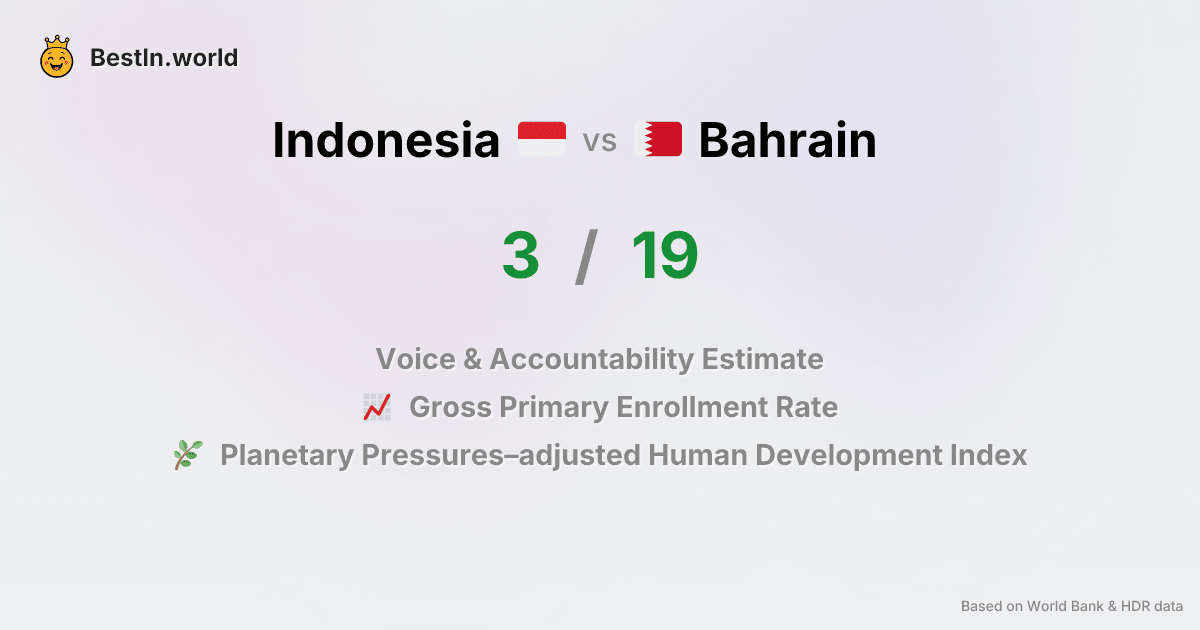 BestIn.world
Indonesia vs Bahrain
3 / 19
Voice & Accountability Estimate
Gross Primary Enrollment Rate
Planetary Pressures–adjusted Human Development Index
Based on World Bank & HDR data